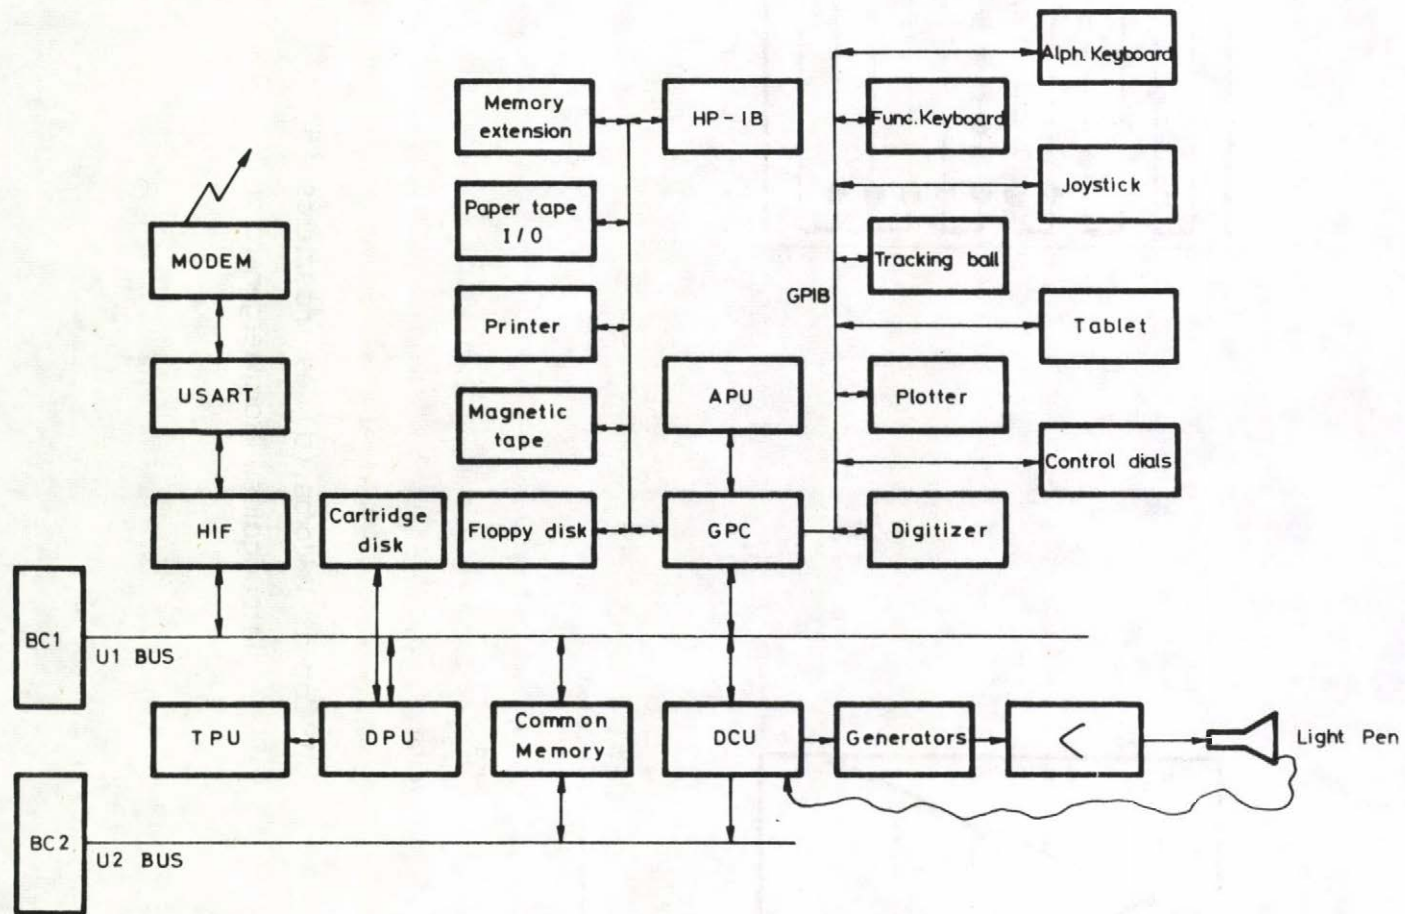 Alph. Keyboard
Memory
extension
HP-IB
Func. Keyboard
Paper tape
I/O
Joystick
MODEM
Tracking ball
GPIB
Printer
Tablet
USART
Magnetic
tape
APU
Plotter
Control dials
HIF
Cartridge
disk
Floppy disk
GPC
Digitizer
BC1
U1 BUS
TPU
DPU
Common
Memory
DCU
Generators
Light Pen
BC2
U2 BUS